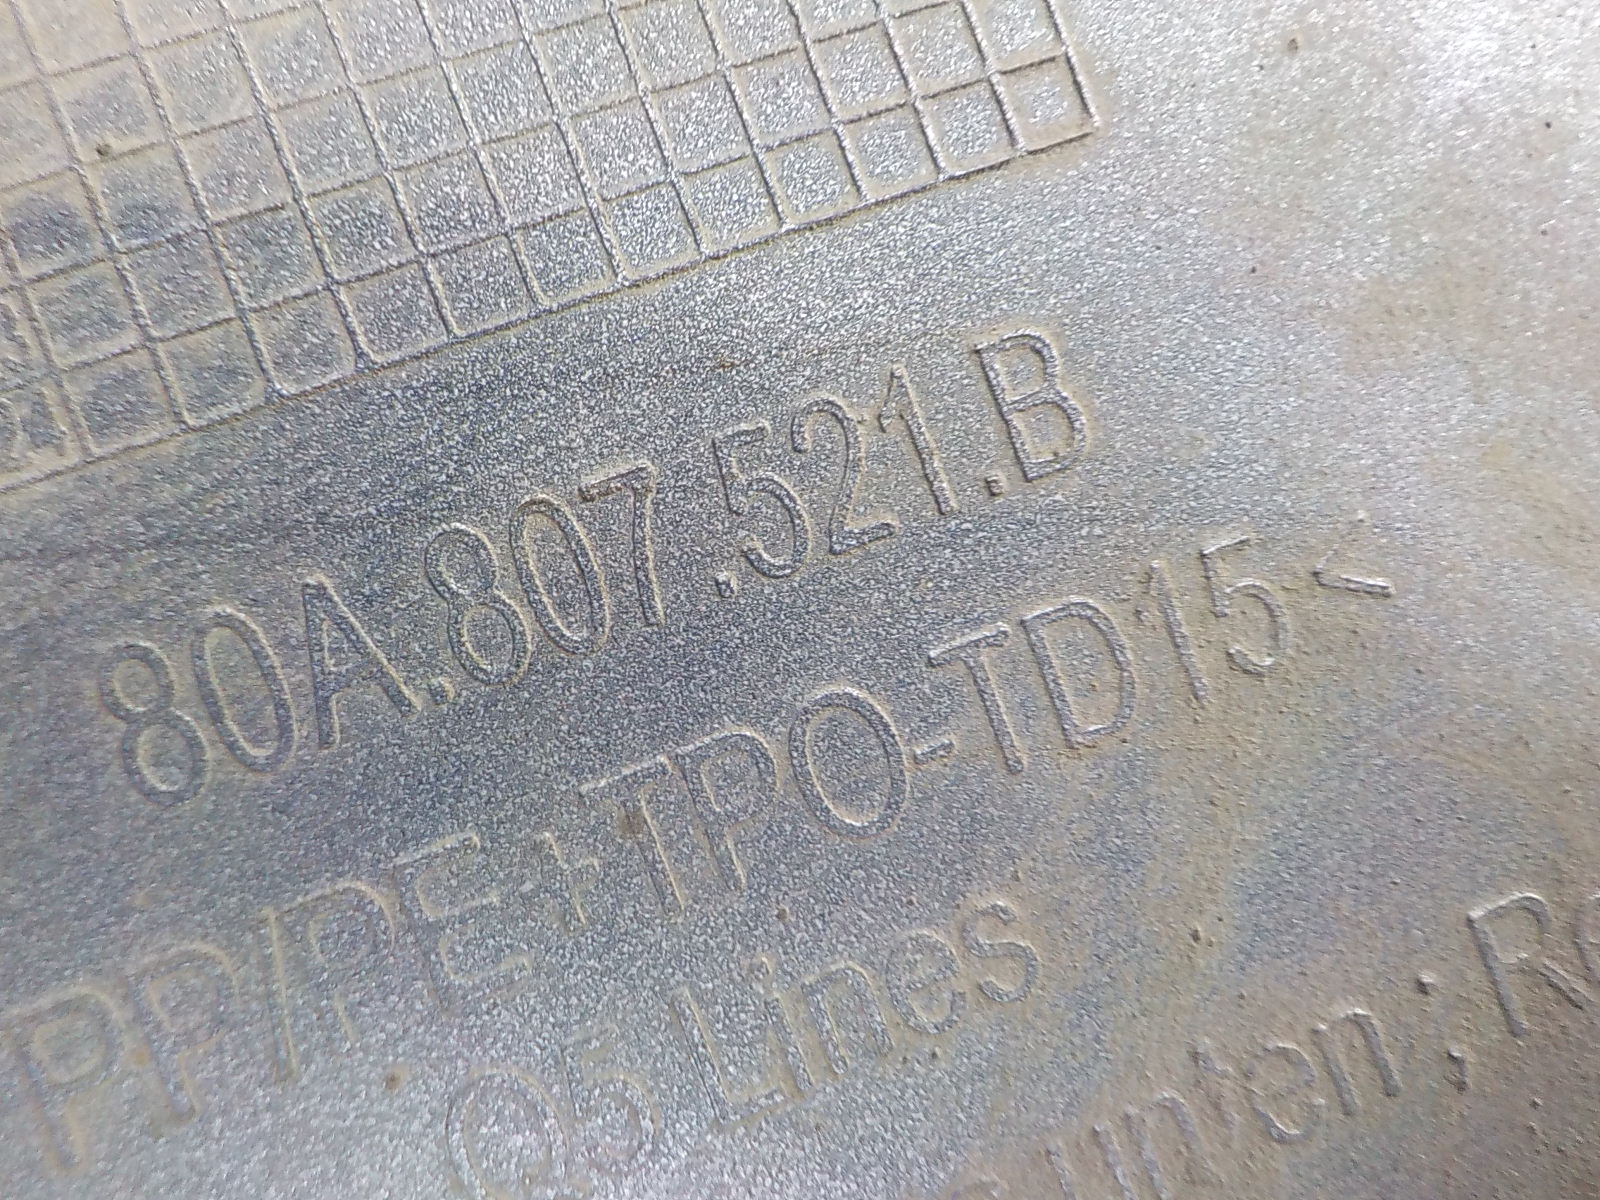 80A.807.521.B
PP/PE+TPO-TD15<
Q5 Lines
unten;